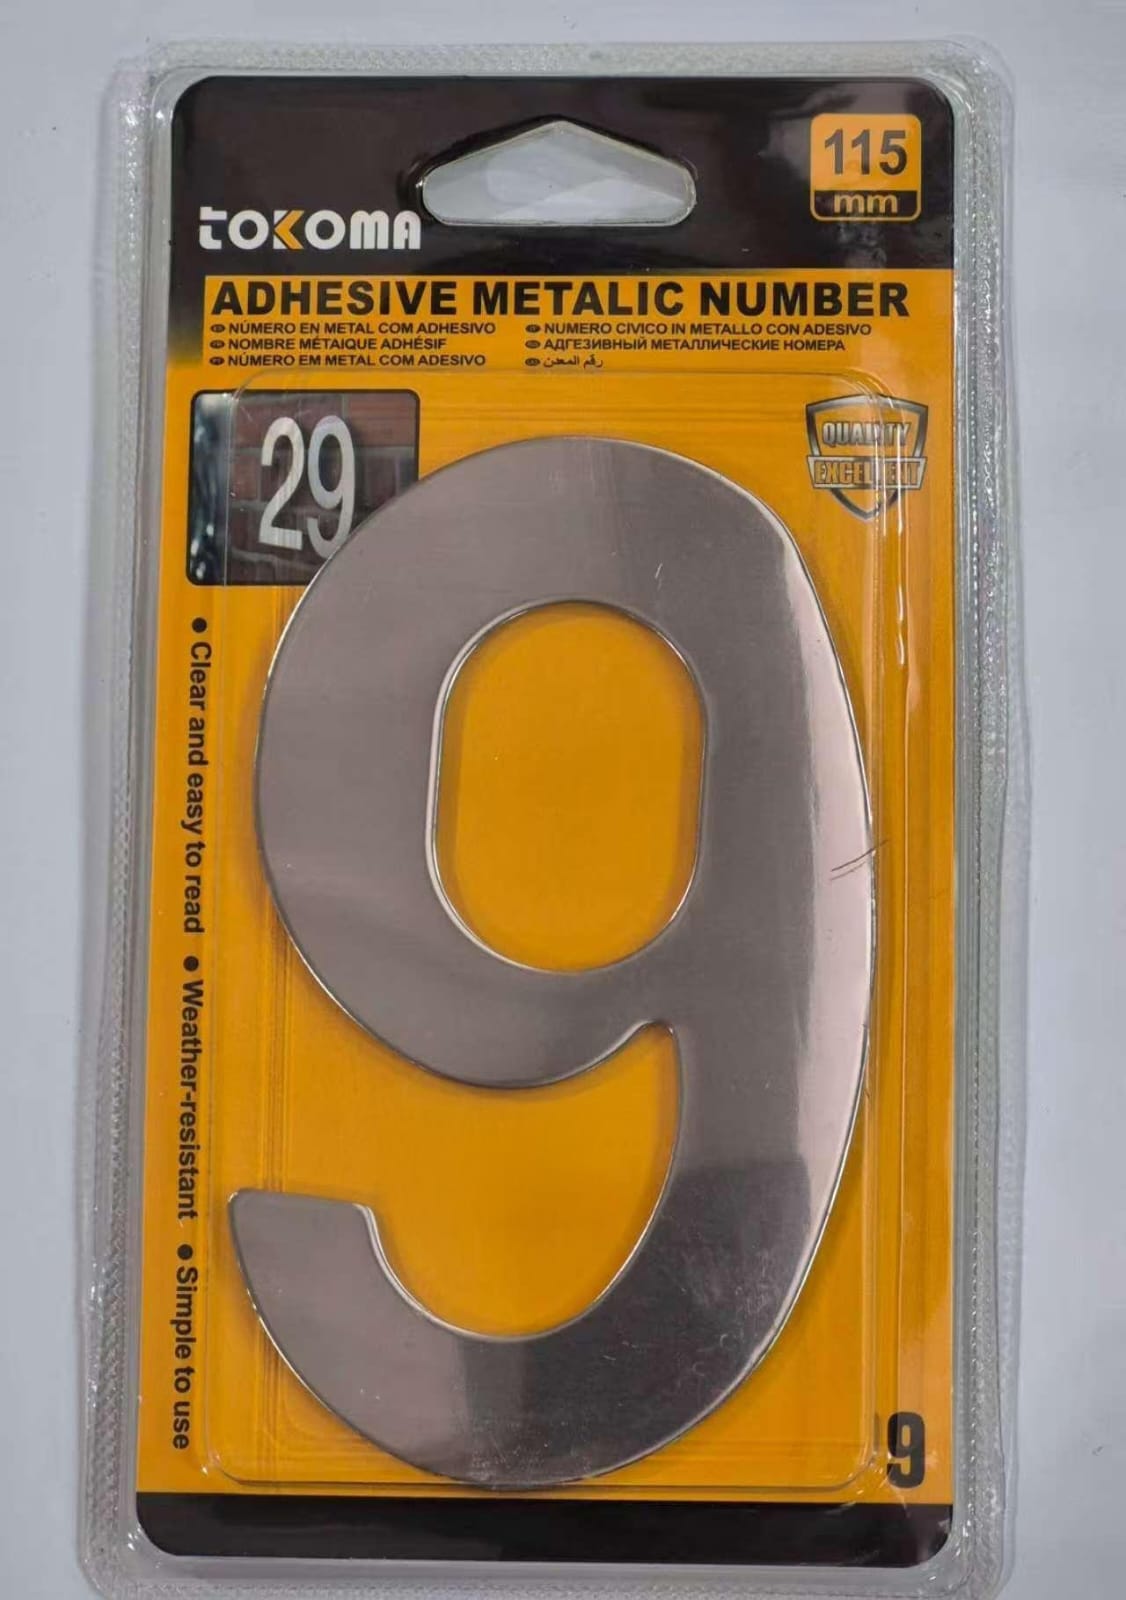 tOKOMA
115
mm
ADHESIVE METALIC NUMBER
NÚMERO EN METAL COM ADHESIVO
NOMBRE MÉTAIQUE ADHÉSIF
NÚMERO EM METAL COM ADESIVO
NUMERO CIVICO IN METALLO CON ADESIVO
АДГЕЗИВНЫЙ МЕТАЛЛИЧЕСКИЕ НОМЕРА
رقم المعدن
29
QUALITY
EXCELLENT
9
● Clear and easy to read ● Weather-resistant ● Simple to use
9